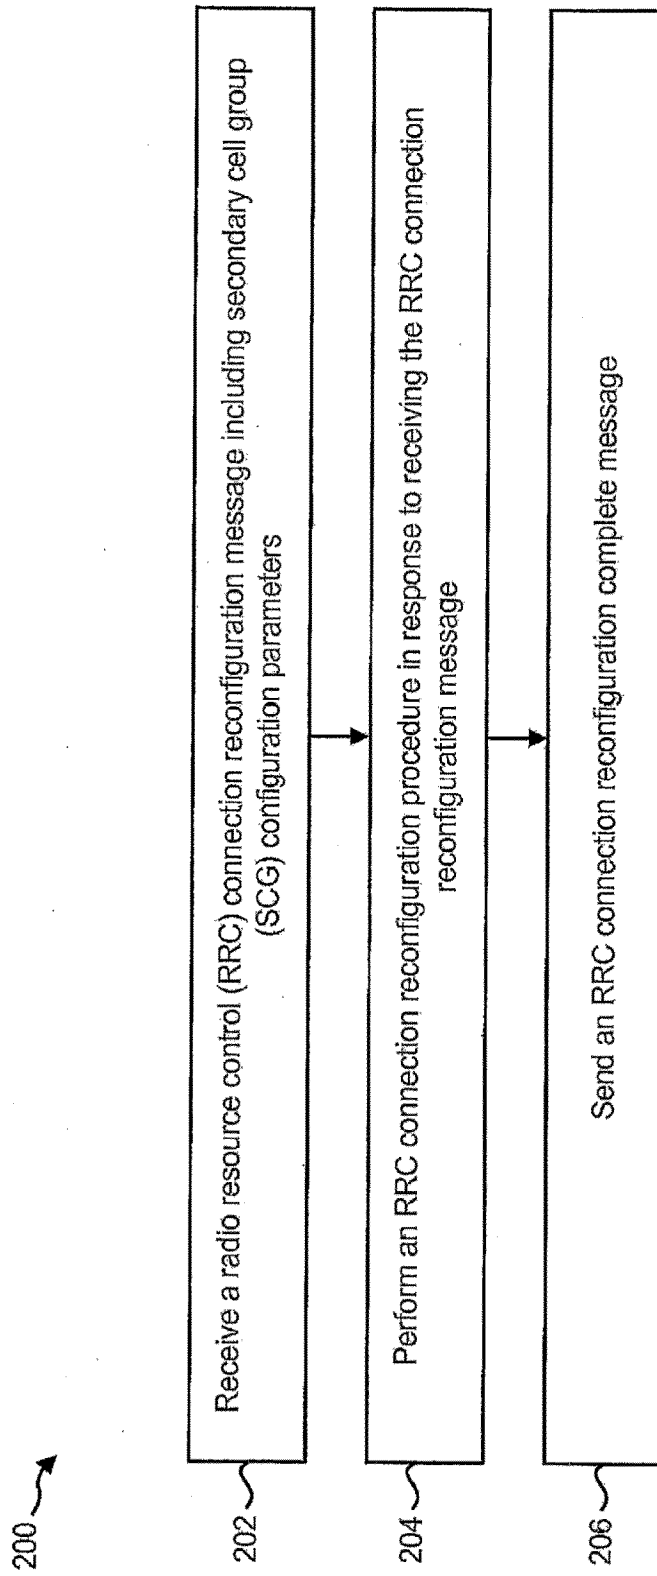 200
202
Receive a radio resource control (RRC) connection reconfiguration message including secondary cell group
(SCG) configuration parameters
204
Perform an RRC connection reconfiguration procedure in response to receiving the RRC connection
reconfiguration message
206
Send an RRC connection reconfiguration complete message